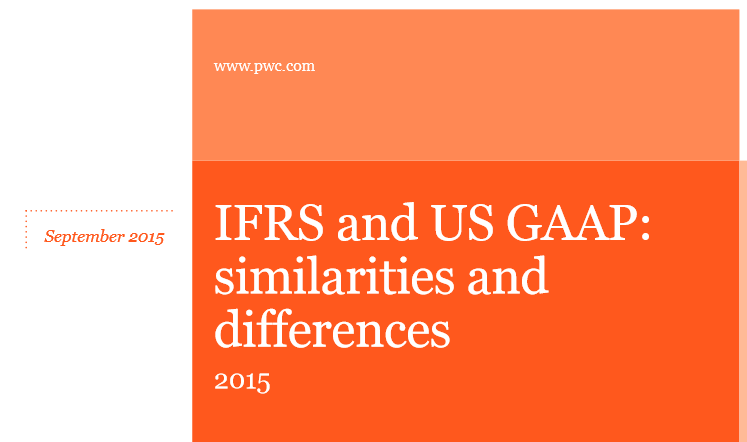 www.pwc.com
September 2015
IFRS and US GAAP:
similarities and
differences
2015